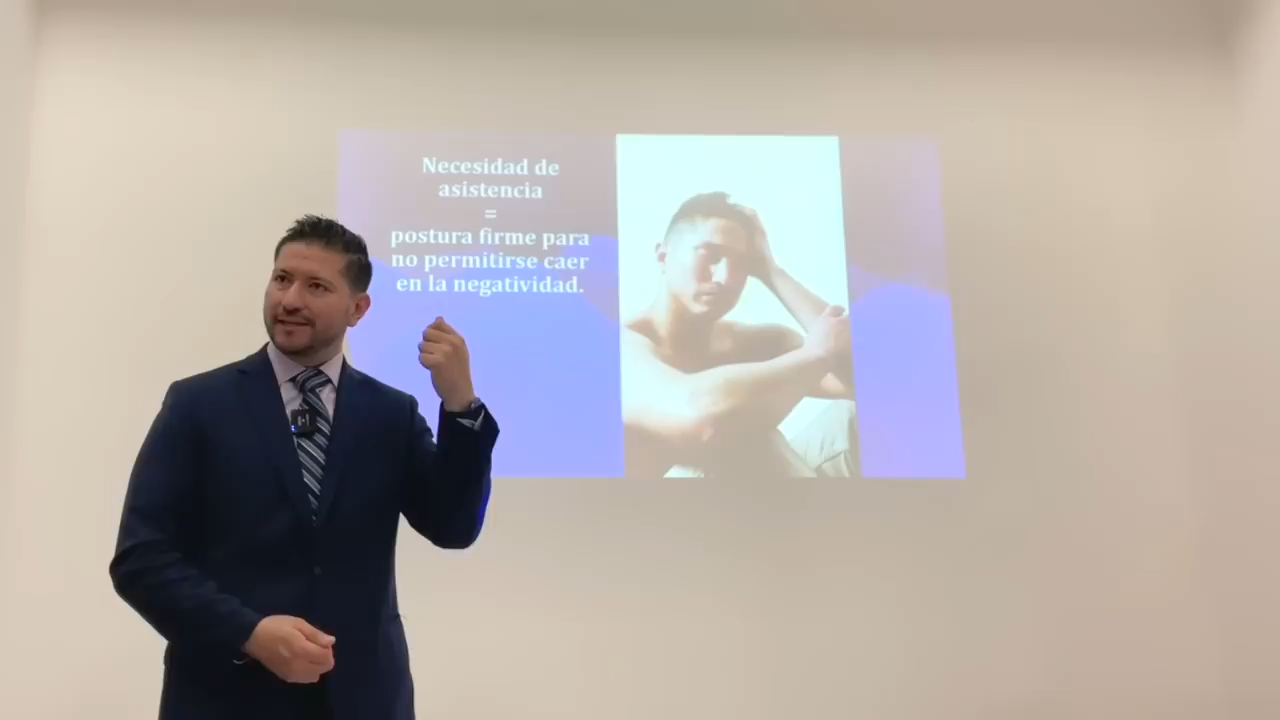 Necesidad de
asistencia
=
postura firme para
no permitirse caer
en la negatividad.